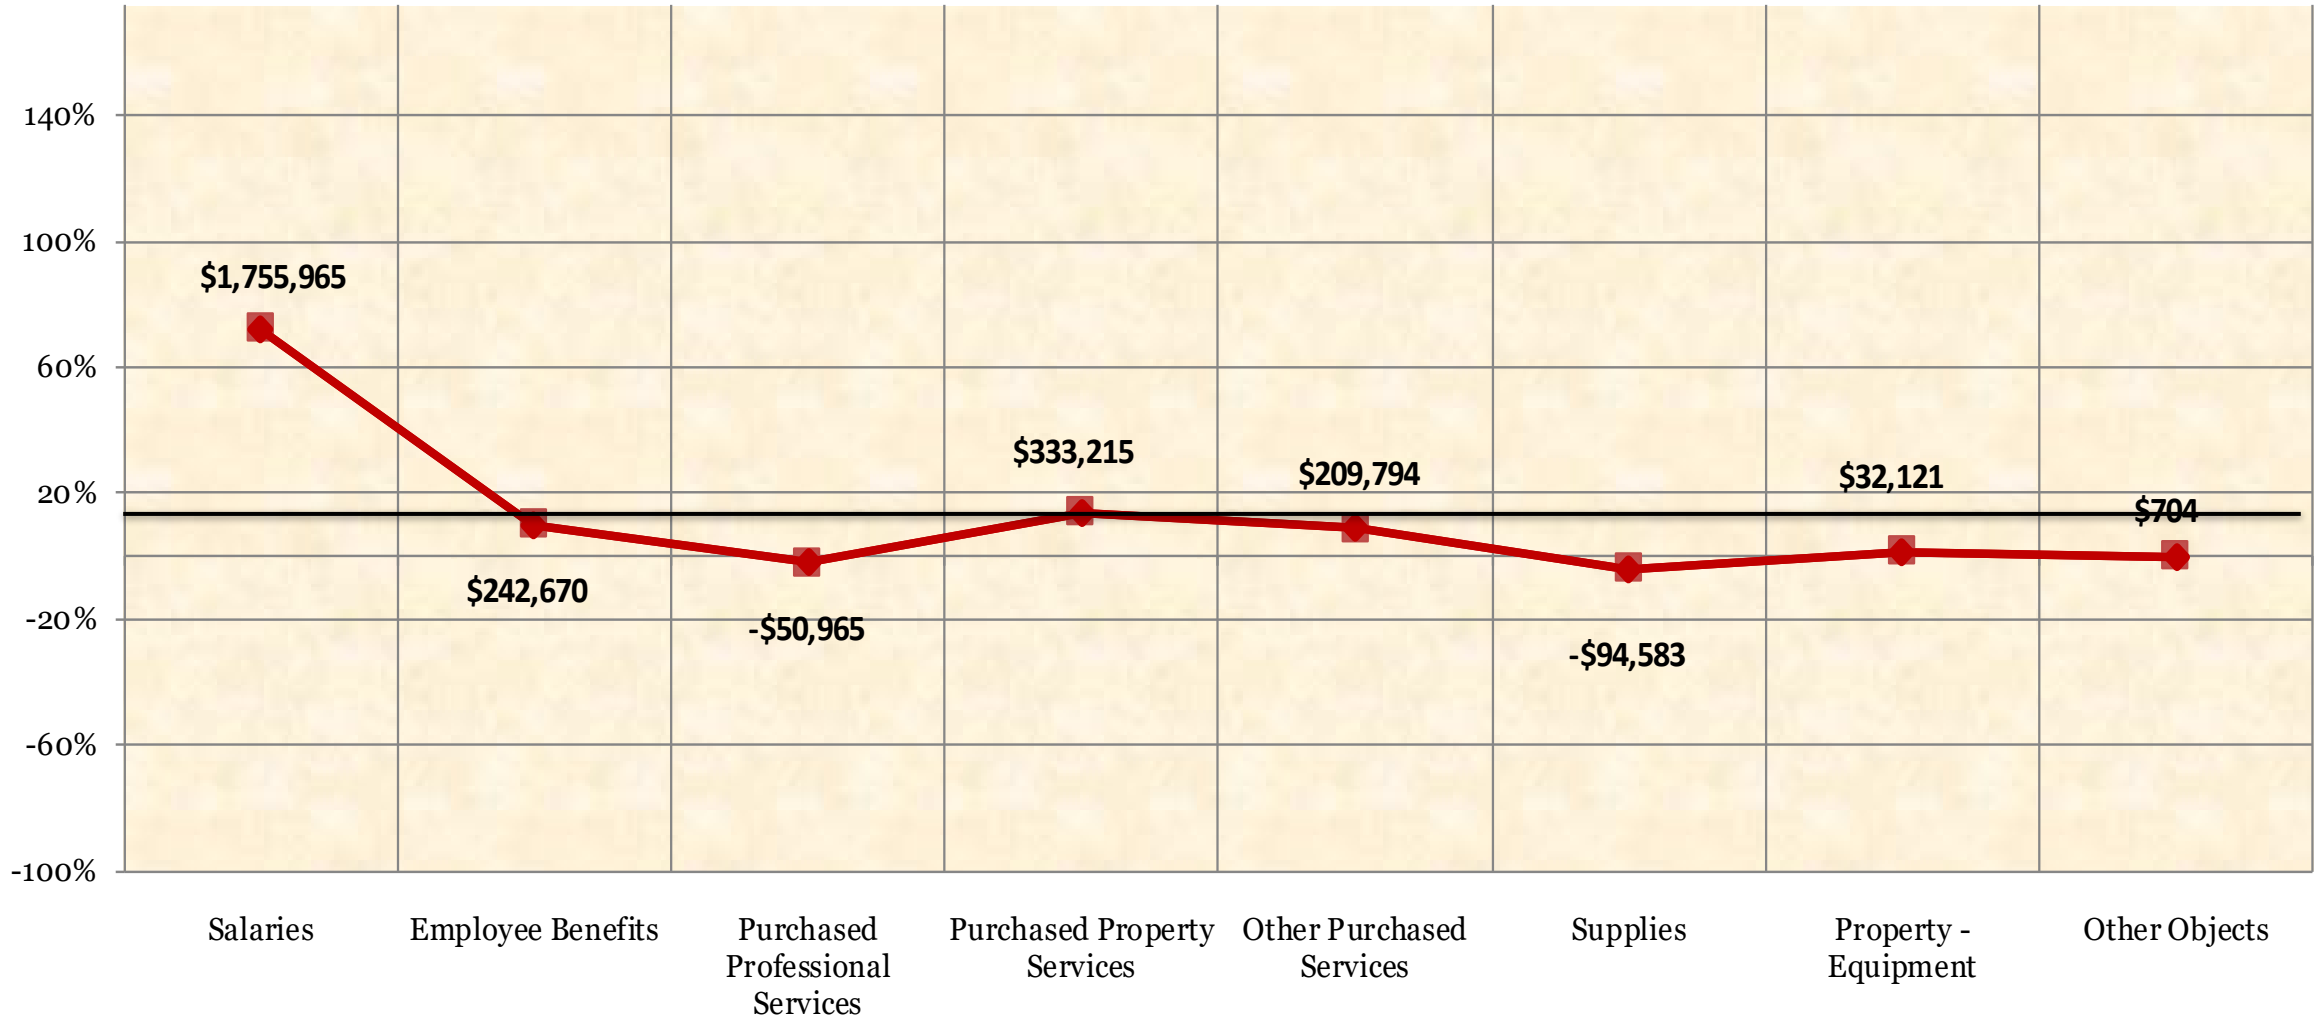 140%
100%
60%
20%
-20%
-60%
-100%
$1,755,965
$242,670
-$50,965
$333,215
$209,794
-$94,583
$32,121
$704
Salaries
Employee Benefits
Purchased
Professional
Services
Purchased Property
Services
Other Purchased
Services
Supplies
Property -
Equipment
Other Objects